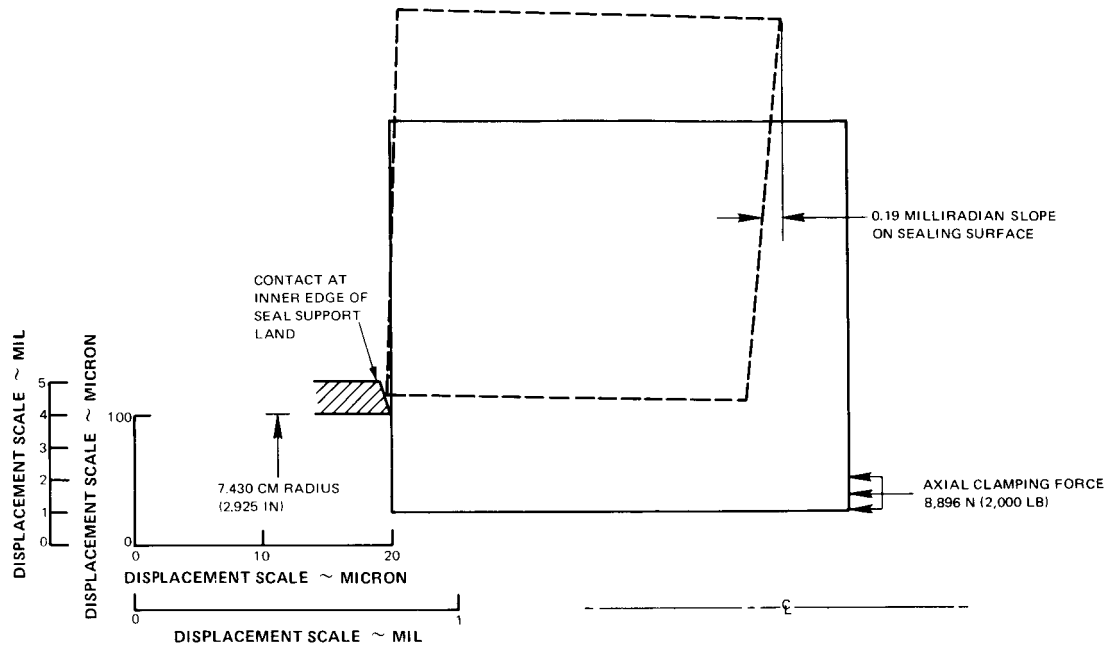 0.19 MILLIRADIAN SLOPE
ON SEALING SURFACE
CONTACT AT
INNER EDGE OF
SEAL SUPPORT
LAND
DISPLACEMENT SCALE ~ MIL
5
4
3
2
1
0
DISPLACEMENT SCALE ~ MICRON
100
0
7.430 CM RADIUS
(2.925 IN)
AXIAL CLAMPING FORCE
8,896 N (2,000 LB)
0
10
20
DISPLACEMENT SCALE ~ MICRON
0
1
DISPLACEMENT SCALE ~ MIL
℄